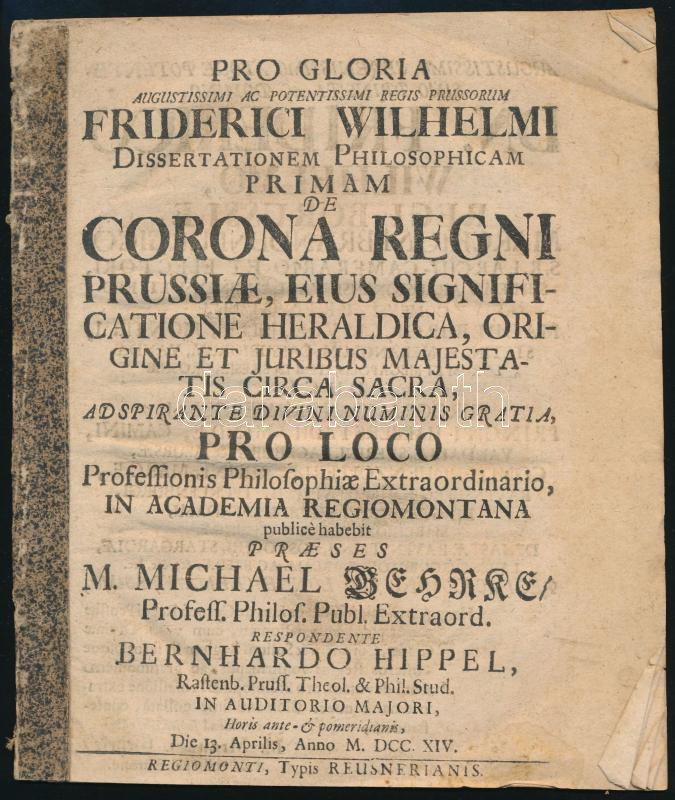 PRO GLORIA
AUGUSTISSIMI AC POTENTISSIMI REGIS PRUSSORUM
FRIDERICI WILHELMI
DISSERTATIONEM PHILOSOPHICAM
PRIMAM
DE
CORONA REGNI
PRUSSIÆ, EIUS SIGNIFI-
CATIONE HERALDICA, ORI-
GINE ET JURIBUS MAJESTA-
TIS CIRCA SACRA,
darabanth
ADSPIRANTE DIVINI NUMINIS GRATIA,
PRO LOCO
Professionis Philosophiæ Extraordinario,
IN ACADEMIA REGIOMONTANA
publicè habebit
PRÆSES
M. MICHAEL BEHRKE/
Profess. Philos. Publ. Extraord.
RESPONDENTE
BERNHARDO HIPPEL,
Rastenb. Pruss. Theol. & Phil. Stud.
IN AUDITORIO MAJORI,
Horis ante- & pomeridianis,
Die 13. Aprilis, Anno M. DCC. XIV.
REGIOMONTI, Typis REUSNERIANIS.